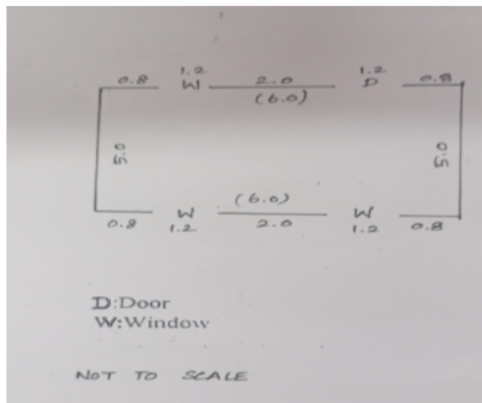 0.8 1.2 2.0 1.2 0.8
W (6.0) D
5.0 5.0
(6.0)
0.8 W 2.0 W 0.8
1.2 1.2
D:Door
W:Window
NOT TO SCALE